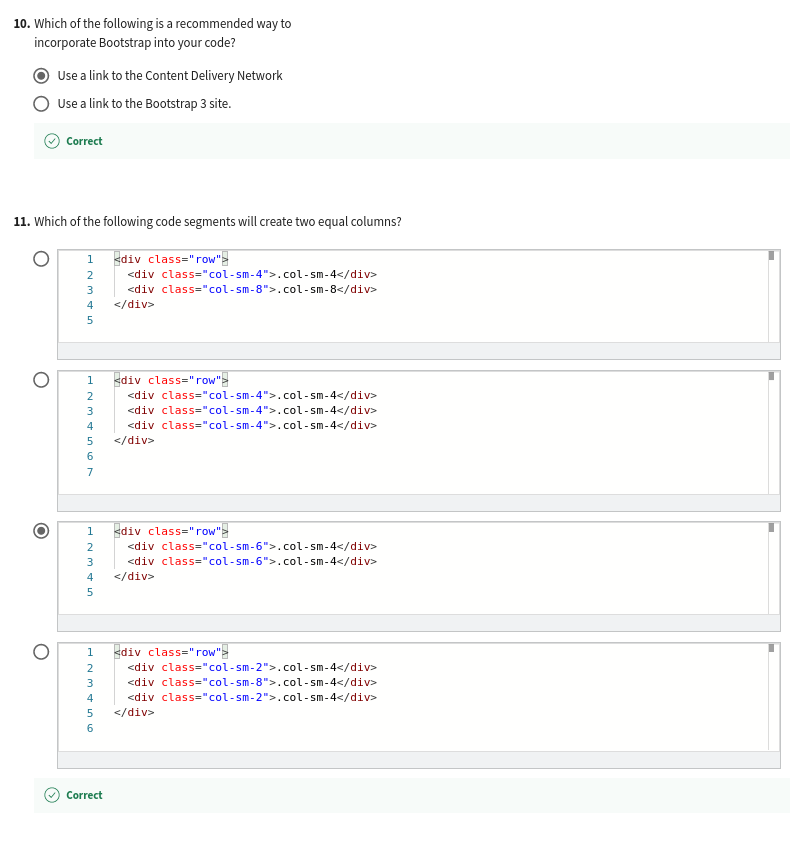 10. Which of the following is a recommended way to
incorporate Bootstrap into your code?
Use a link to the Content Delivery Network
Use a link to the Bootstrap 3 site.
Correct
11. Which of the following code segments will create two equal columns?
1 <div class="row">
2 <div class="col-sm-4">.col-sm-4</div>
3 <div class="col-sm-8">.col-sm-8</div>
4 </div>
5
1 <div class="row">
2 <div class="col-sm-4">.col-sm-4</div>
3 <div class="col-sm-4">.col-sm-4</div>
4 <div class="col-sm-4">.col-sm-4</div>
5 </div>
6
7
1 <div class="row">
2 <div class="col-sm-6">.col-sm-4</div>
3 <div class="col-sm-6">.col-sm-4</div>
4 </div>
5
1 <div class="row">
2 <div class="col-sm-2">.col-sm-4</div>
3 <div class="col-sm-8">.col-sm-4</div>
4 <div class="col-sm-2">.col-sm-4</div>
5 </div>
6
Correct